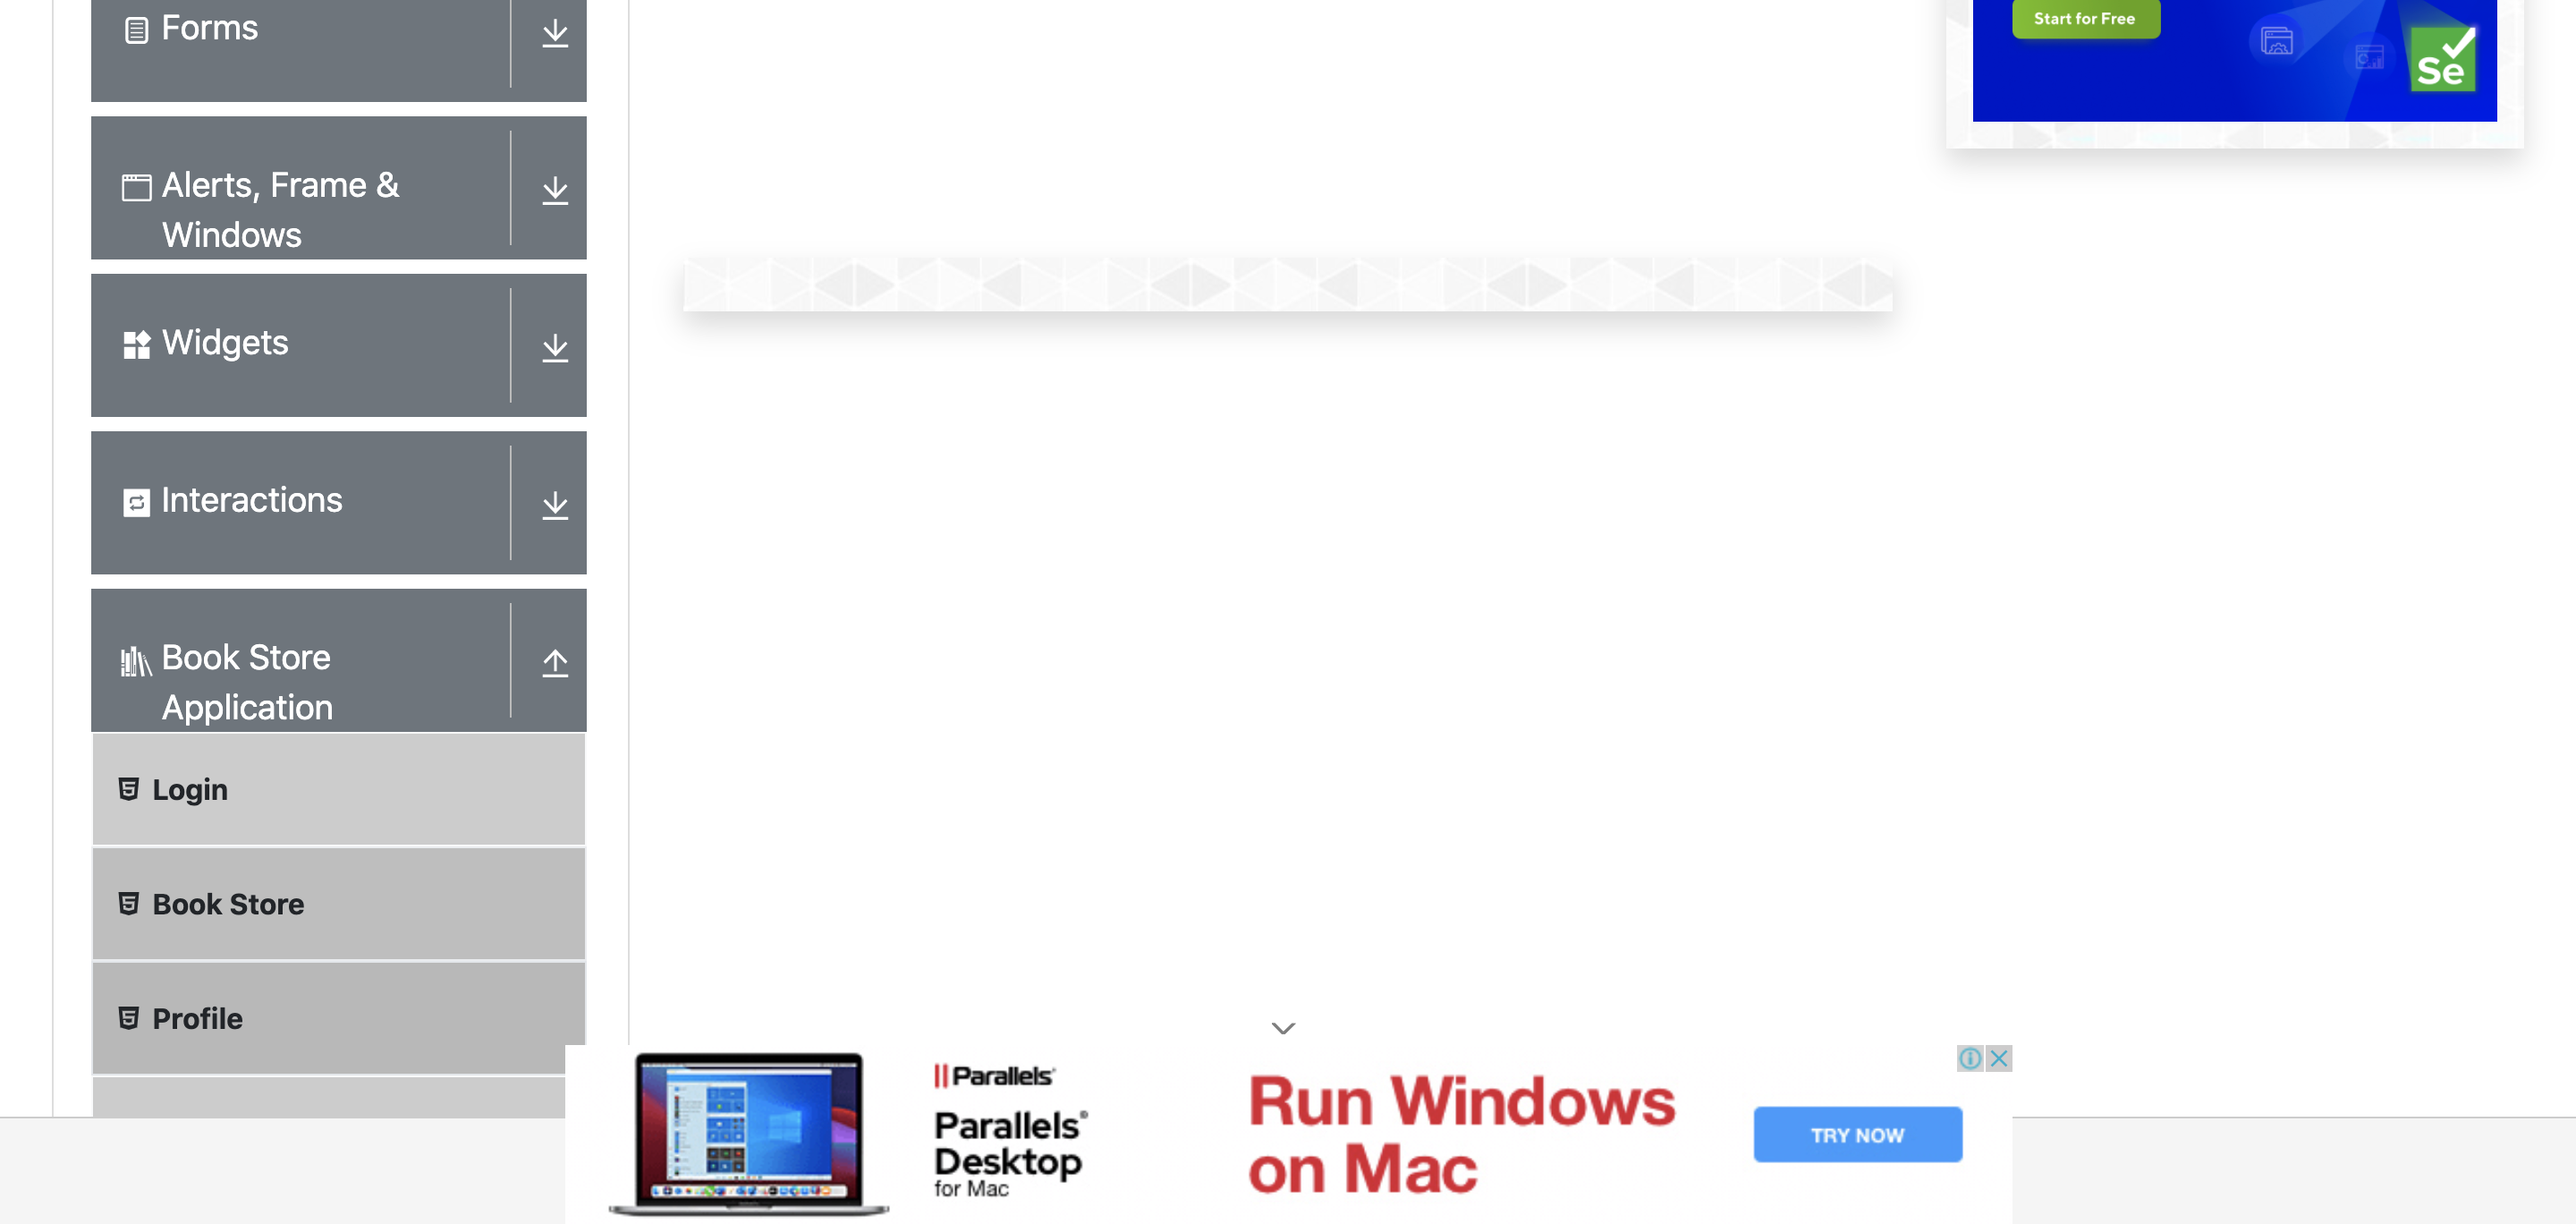 Forms
Alerts, Frame &
Windows
Widgets
Interactions
Book Store
Application
Login
Book Store
Profile
Start for Free
Se
Parallels®
Parallels®
Desktop
for Mac
Run Windows
on Mac
TRY NOW